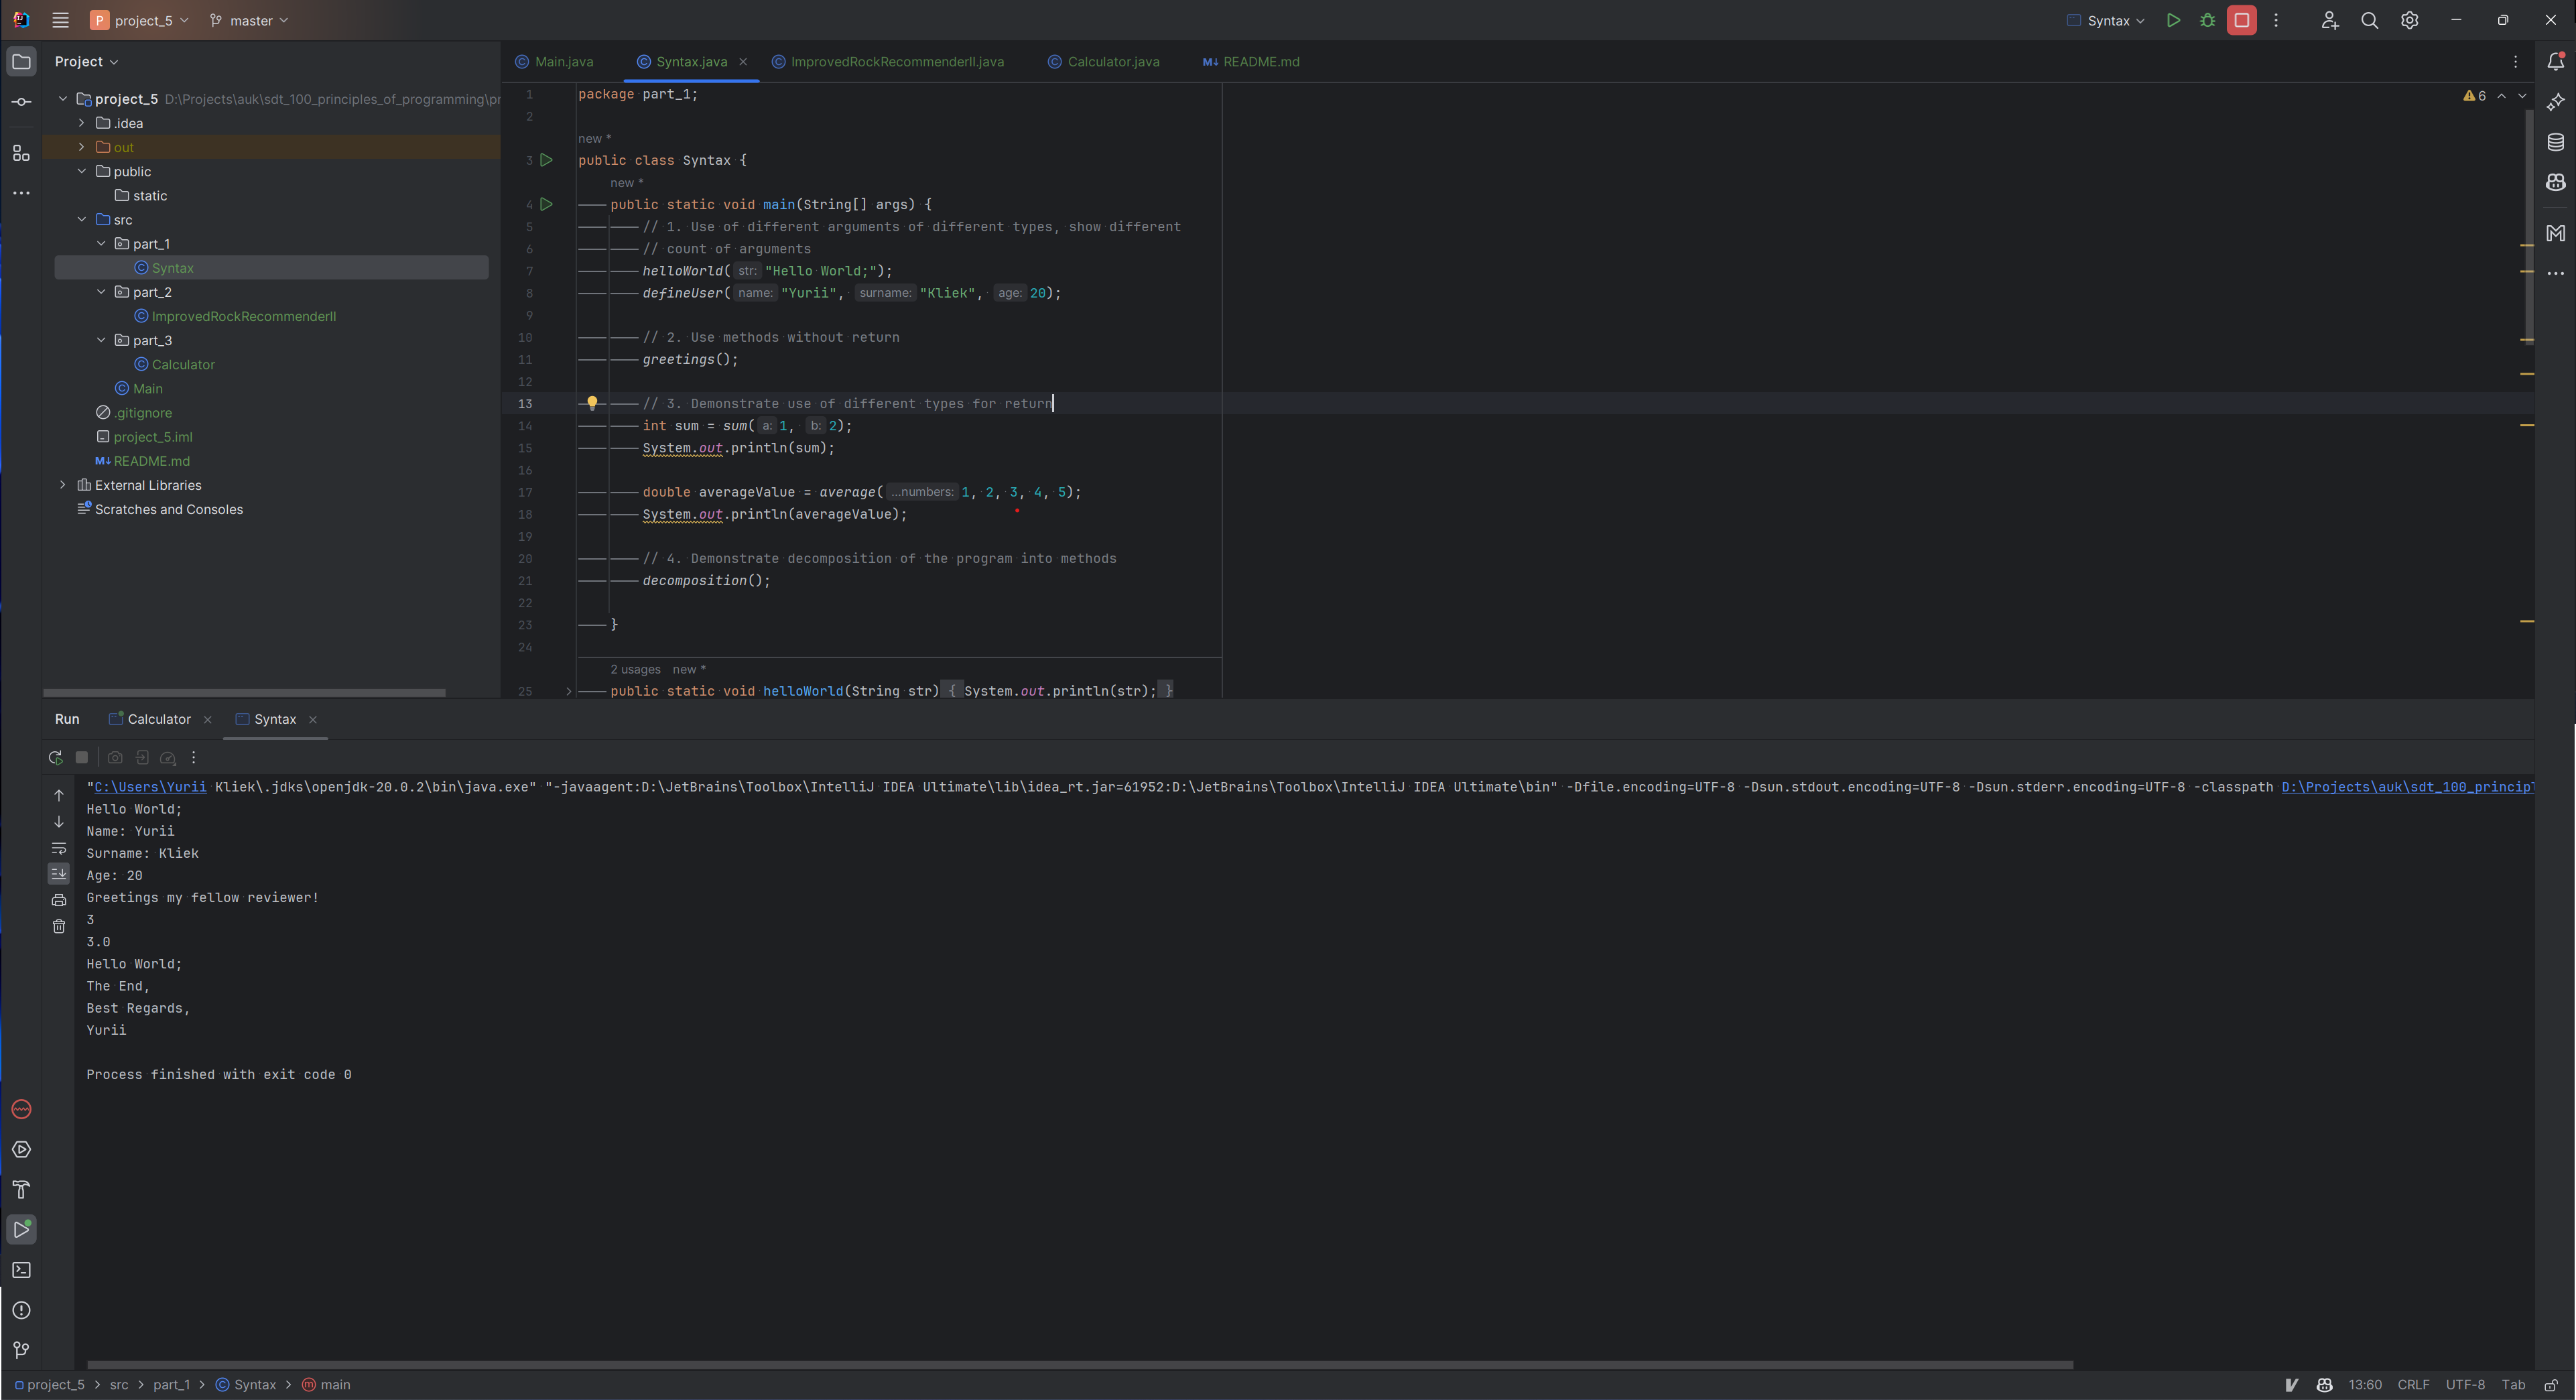 P project_5 master Syntax
Project
project_5 D:\Projects\auk\sdt_100_principles_of_programming\pr
.idea
out
public
static
src
part_1
Syntax
part_2
ImprovedRockRecommenderII
part_3
Calculator
Main
.gitignore
project_5.iml
M↓ README.md
External Libraries
Scratches and Consoles
Main.java Syntax.java ImprovedRockRecommenderII.java Calculator.java M↓ README.md
6
1 package part_1;
2
new *
3 public class Syntax {
new *
4 public static void main(String[] args) {
5 // 1. Use of different arguments of different types, show different
6 // count of arguments
7 helloWorld( str: "Hello World;");
8 defineUser( name: "Yurii", surname: "Kliek", age: 20);
9
10 // 2. Use methods without return
11 greetings();
12
13 // 3. Demonstrate use of different types for return
14 int sum = sum( a: 1, b: 2);
15 System.out.println(sum);
16
17 double averageValue = average( ...numbers: 1, 2, 3, 4, 5);
18 System.out.println(averageValue);
19
20 // 4. Demonstrate decomposition of the program into methods
21 decomposition();
22
23 }
24
2 usages new *
25 public static void helloWorld(String str) { System.out.println(str); }
Run Calculator Syntax
"C:\Users\Yurii Kliek\.jdks\openjdk-20.0.2\bin\java.exe" "-javaagent:D:\JetBrains\Toolbox\IntelliJ IDEA Ultimate\lib\idea_rt.jar=61952:D:\JetBrains\Toolbox\IntelliJ IDEA Ultimate\bin" -Dfile.encoding=UTF-8 -Dsun.stdout.encoding=UTF-8 -Dsun.stderr.encoding=UTF-8 -classpath D:\Projects\auk\sdt_100_principl
Hello World;
Name: Yurii
Surname: Kliek
Age: 20
Greetings my fellow reviewer!
3
3.0
Hello World;
The End,
Best Regards,
Yurii
Process finished with exit code 0
project_5 > src > part_1 > Syntax > main
13:60 CRLF UTF-8 Tab